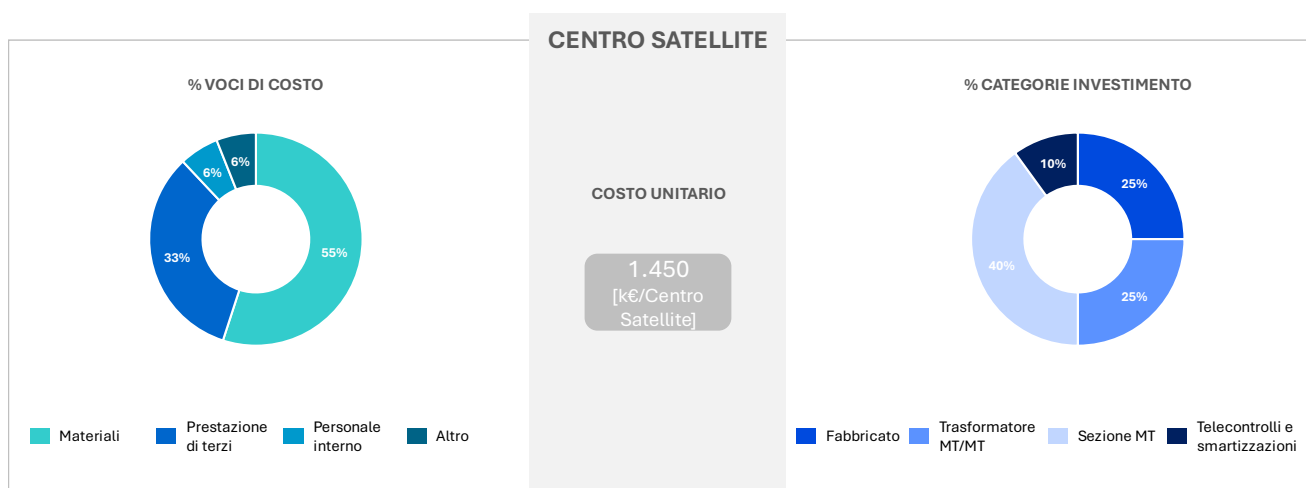 CENTRO SATELLITE
% VOCI DI COSTO
6%
6%
33%
55%
Materiali
Prestazione
di terzi
Personale
interno
Altro
COSTO UNITARIO
1.450
[k€/Centro
Satellite]
% CATEGORIE INVESTIMENTO
10%
25%
40%
25%
Fabbricato
Trasformatore
MT/MT
Sezione MT
Telecontrolli e
smartizzazioni